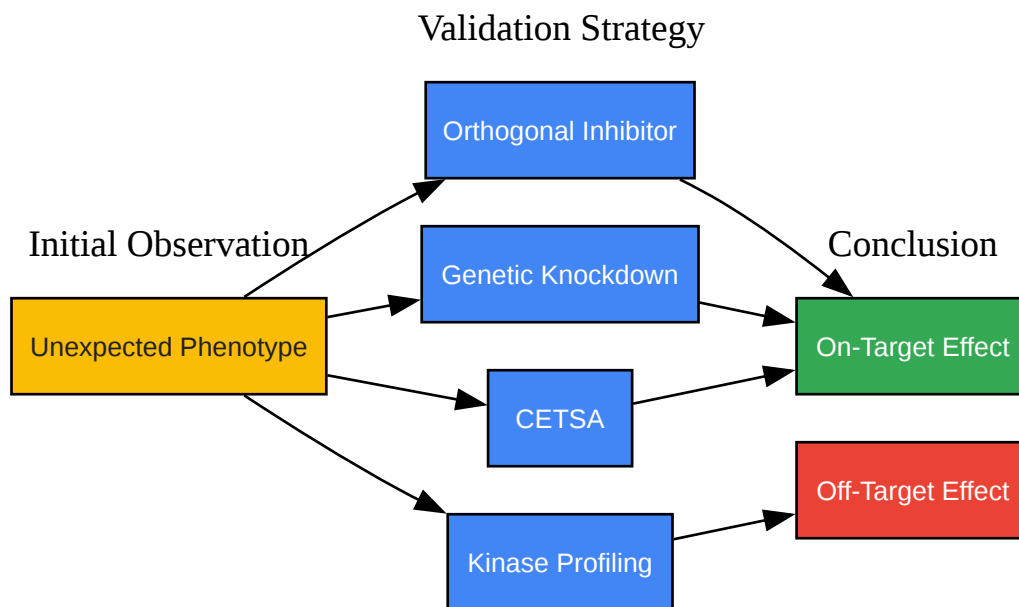 Validation Strategy
Orthogonal Inhibitor
Initial Observation
Genetic Knockdown
Conclusion
Unexpected Phenotype
On-Target Effect
CETSA
Off-Target Effect
Kinase Profiling